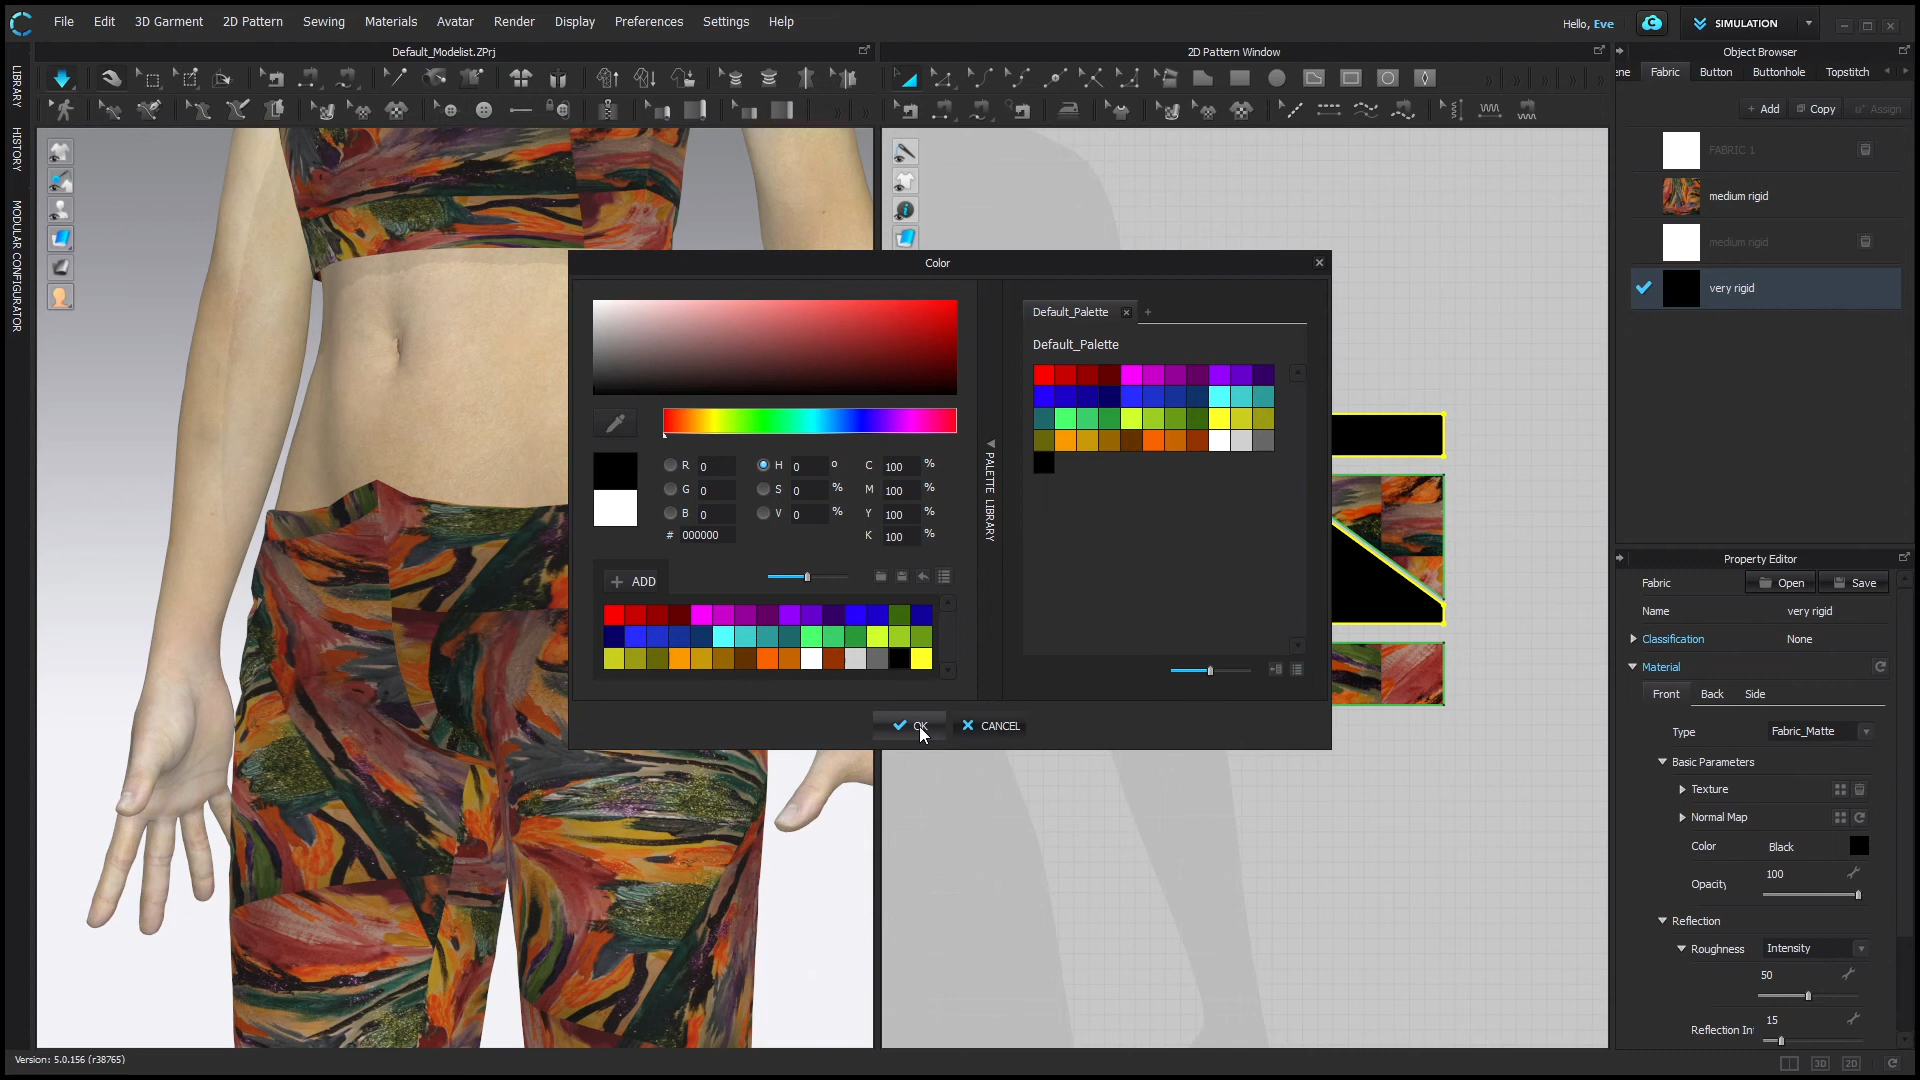 File Edit 3D Garment 2D Pattern Sewing Materials Avatar Render Display Preferences Settings Help
Hello, Eve
SIMULATION
Default_Modelist.ZPrj
2D Pattern Window
Object Browser
ene Fabric Button Buttonhole Topstitch
+ Add Copy Assign
LIBRARY
HISTORY
MODULAR CONFIGURATOR
FABRIC 1
medium rigid
medium rigid
very rigid
Color
Default_Palette
Default_Palette
PALETTE LIBRARY
R 0 H 0 o C 100 %
G 0 S 0 % M 100 %
B 0 V 0 % Y 100 %
# 000000 K 100 %
+ ADD
OK CANCEL
Property Editor
Fabric Open Save
Name very rigid
Classification None
Material
Front Back Side
Type Fabric_Matte
Basic Parameters
Texture
Normal Map
Color Black
Opacity 100
Reflection
Roughness Intensity
50
Reflection Int 15
Version: 5.0.156 (r38765)
3D 2D